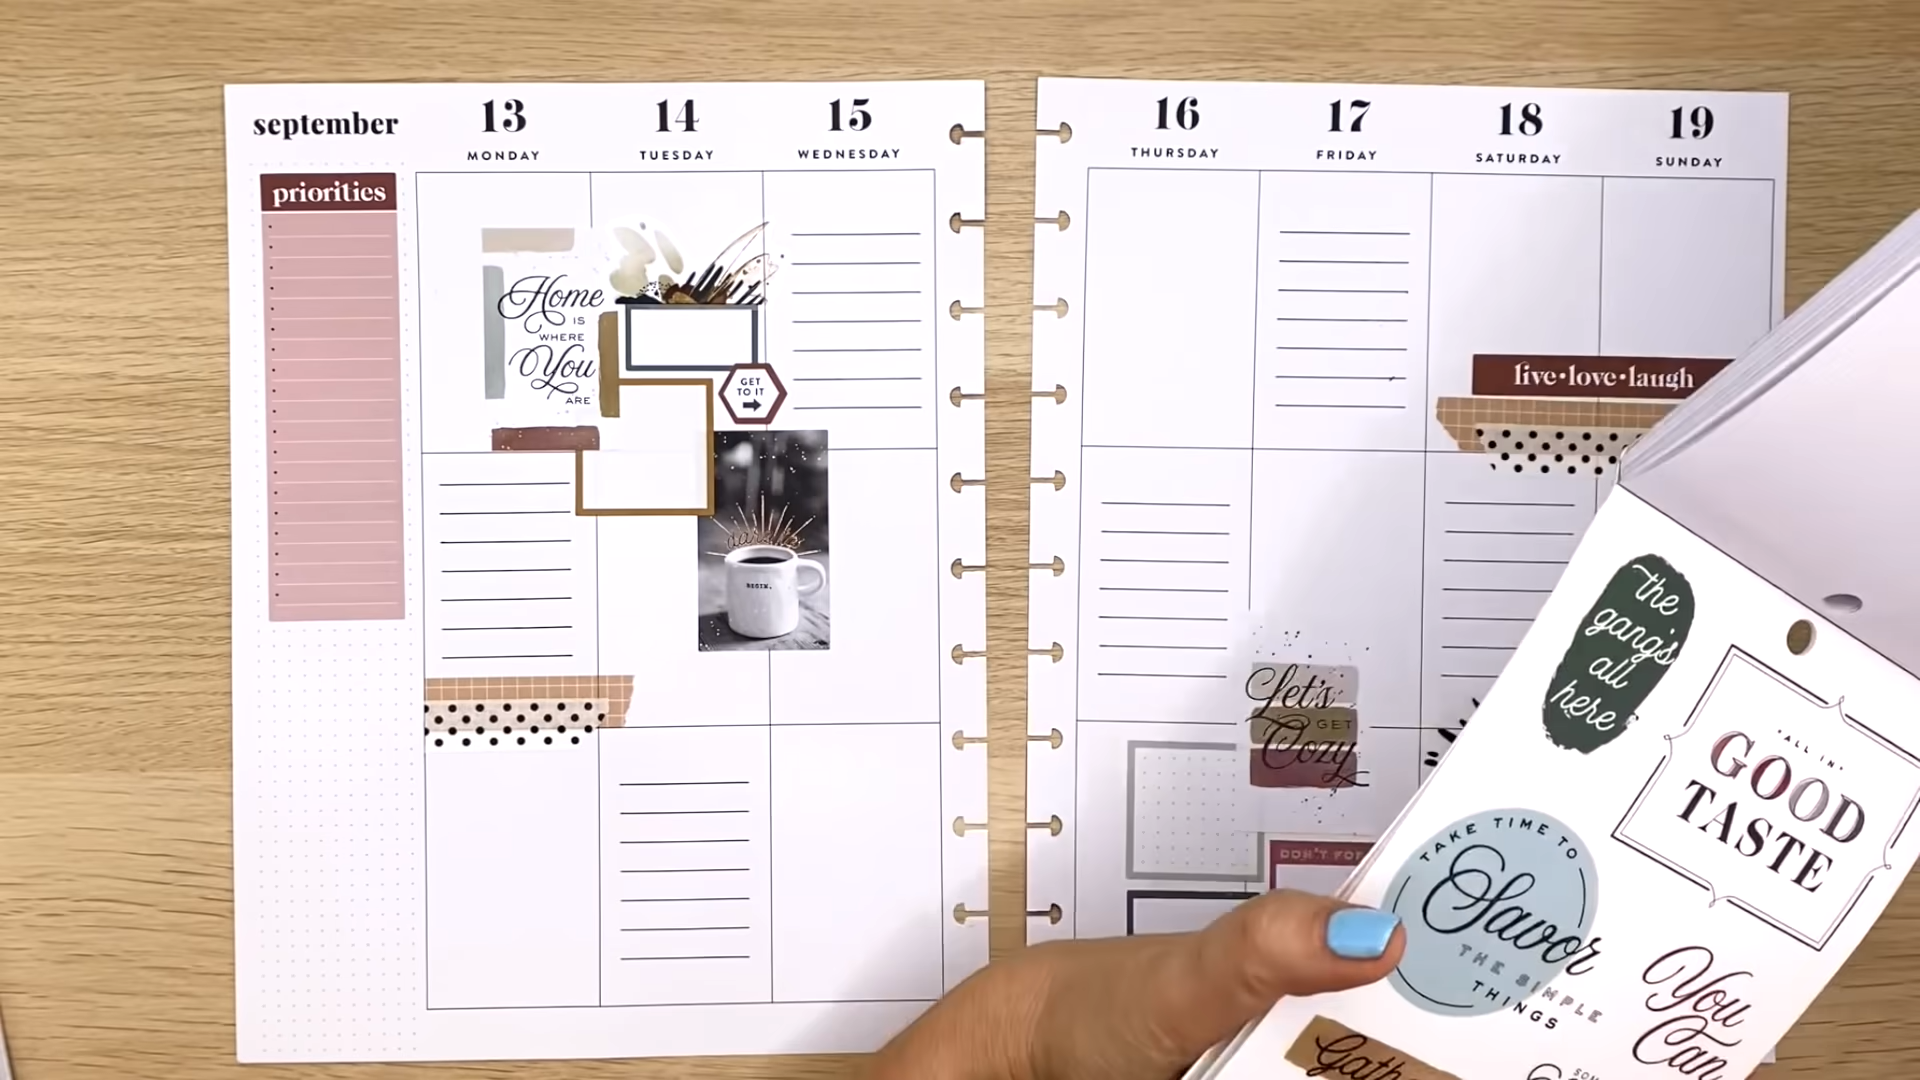 september
13
MONDAY
14
TUESDAY
15
WEDNESDAY
16
THURSDAY
17
FRIDAY
18
SATURDAY
19
SUNDAY
priorities
Home
IS
WHERE
You
ARE
GET
TO IT
BEGIN.
live•love•laugh
Let's
GET
Cozy
DON'T
the
gang's
all
here
•ALL IN•
GOOD
TASTE
TAKE TIME TO
Savor
THE SIMPLE
THINGS
You
Can